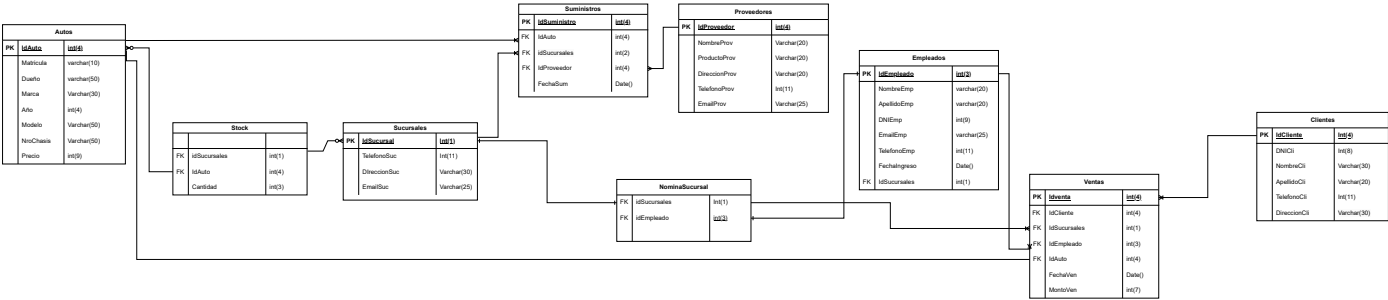 Autos
PK IdAuto int(4)
Matricula varchar(10)
Dueño varchar(50)
Marca Varchar(30)
Año int(4)
Modelo Varchar(50)
NroChasis Varchar(50)
Precio int(9)
Stock
FK idSucursales int(1)
FK IdAuto int(4)
Cantidad int(3)
Sucursales
PK IdSucursal Int(1)
TelefonoSuc Int(11)
DIreccionSuc Varchar(30)
EmailSuc Varchar(25)
Suministros
PK IdSuministro int(4)
FK IdAuto int(4)
FK idSucursales int(2)
FK IdProveedor int(4)
FechaSum Date()
Proveedores
PK IdProveedor int(4)
NombreProv Varchar(20)
ProductoProv Varchar(20)
DireccionProv Varchar(20)
TelefonoProv Int(11)
EmailProv Varchar(25)
NominaSucursal
FK idSucursales Int(1)
FK idEmpleado int(3)
Empleados
PK IdEmpleado int(3)
NombreEmp varchar(20)
ApellidoEmp varchar(20)
DNIEmp int(9)
EmailEmp varchar(25)
TelefonoEmp int(11)
FechaIngreso Date()
FK IdSucursales int(1)
Ventas
PK Idventa int(4)
FK IdCliente int(4)
FK IdSucursales int(1)
FK IdEmpleado int(3)
FK IdAuto int(4)
FechaVen Date()
MontoVen int(7)
Clientes
PK IdCliente Int(4)
DNICli Int(8)
NombreCli Varchar(30)
ApellidoCli Varchar(20)
TelefonoCli Int(11)
DireccionCli Varchar(30)